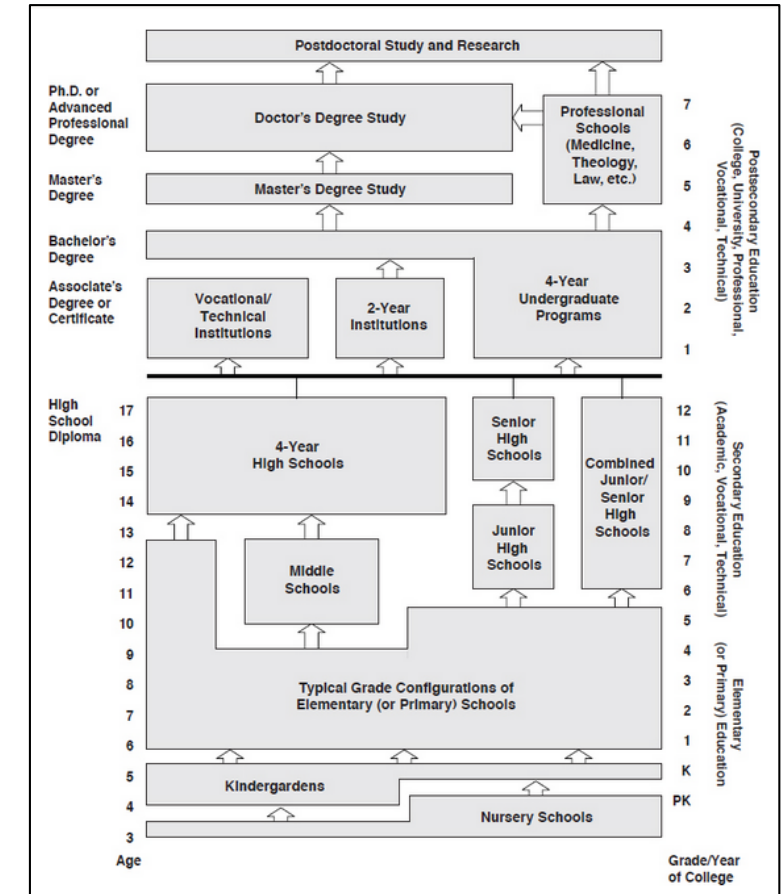 Postdoctoral Study and Research
Ph.D. or
Advanced
Professional
Degree
Doctor's Degree Study
Professional
Schools
(Medicine,
Theology,
Law, etc.)
7
6
5
Master's
Degree
Master's Degree Study
4
Bachelor's
Degree
3
4-Year
Undergraduate
Programs
Associate's
Degree or
Certificate
Vocational/
Technical
Institutions
2-Year
Institutions
2
1
Postsecondary Education
(College, University, Professional,
Vocational, Technical)
High
School
Diploma
17
16
15
14
13
12
11
10
9
8
7
6
5
4
3
Age
4-Year
High Schools
Senior
High
Schools
Combined
Junior/
Senior
High
Schools
Middle
Schools
Junior
High
Schools
Typical Grade Configurations of
Elementary (or Primary) Schools
Kindergardens
Nursery Schools
12
11
10
9
8
7
6
5
4
3
2
1
K
PK
Grade/Year
of College
Secondary Education
(Academic, Vocational, Technical)
Elementary
(or Primary) Education